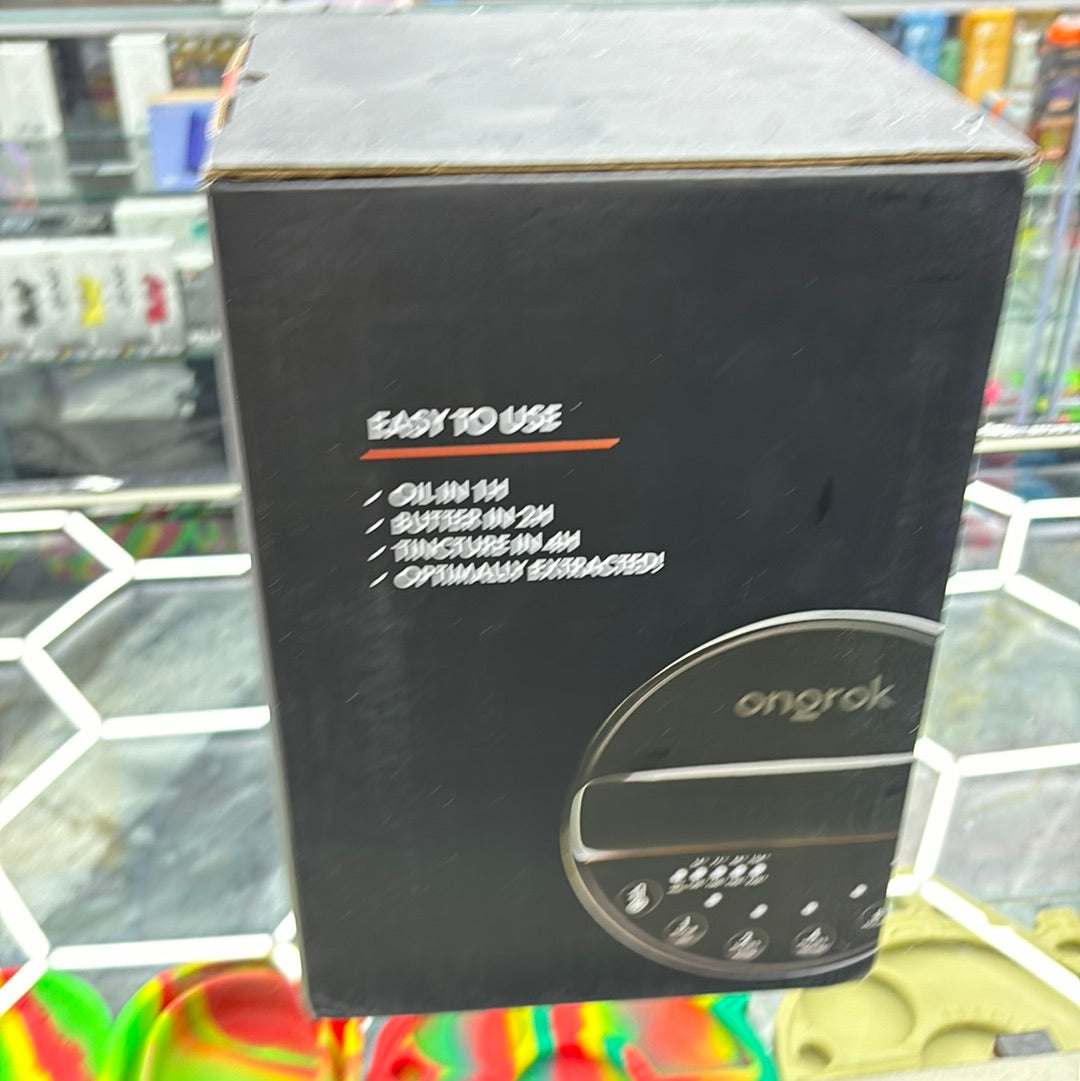 EASY TO USE
/ OIL IN 1H
/ BUTTER IN 2H
/ TINCTURE IN 4H
/ OPTIMALLY EXTRACTED!
ongrok